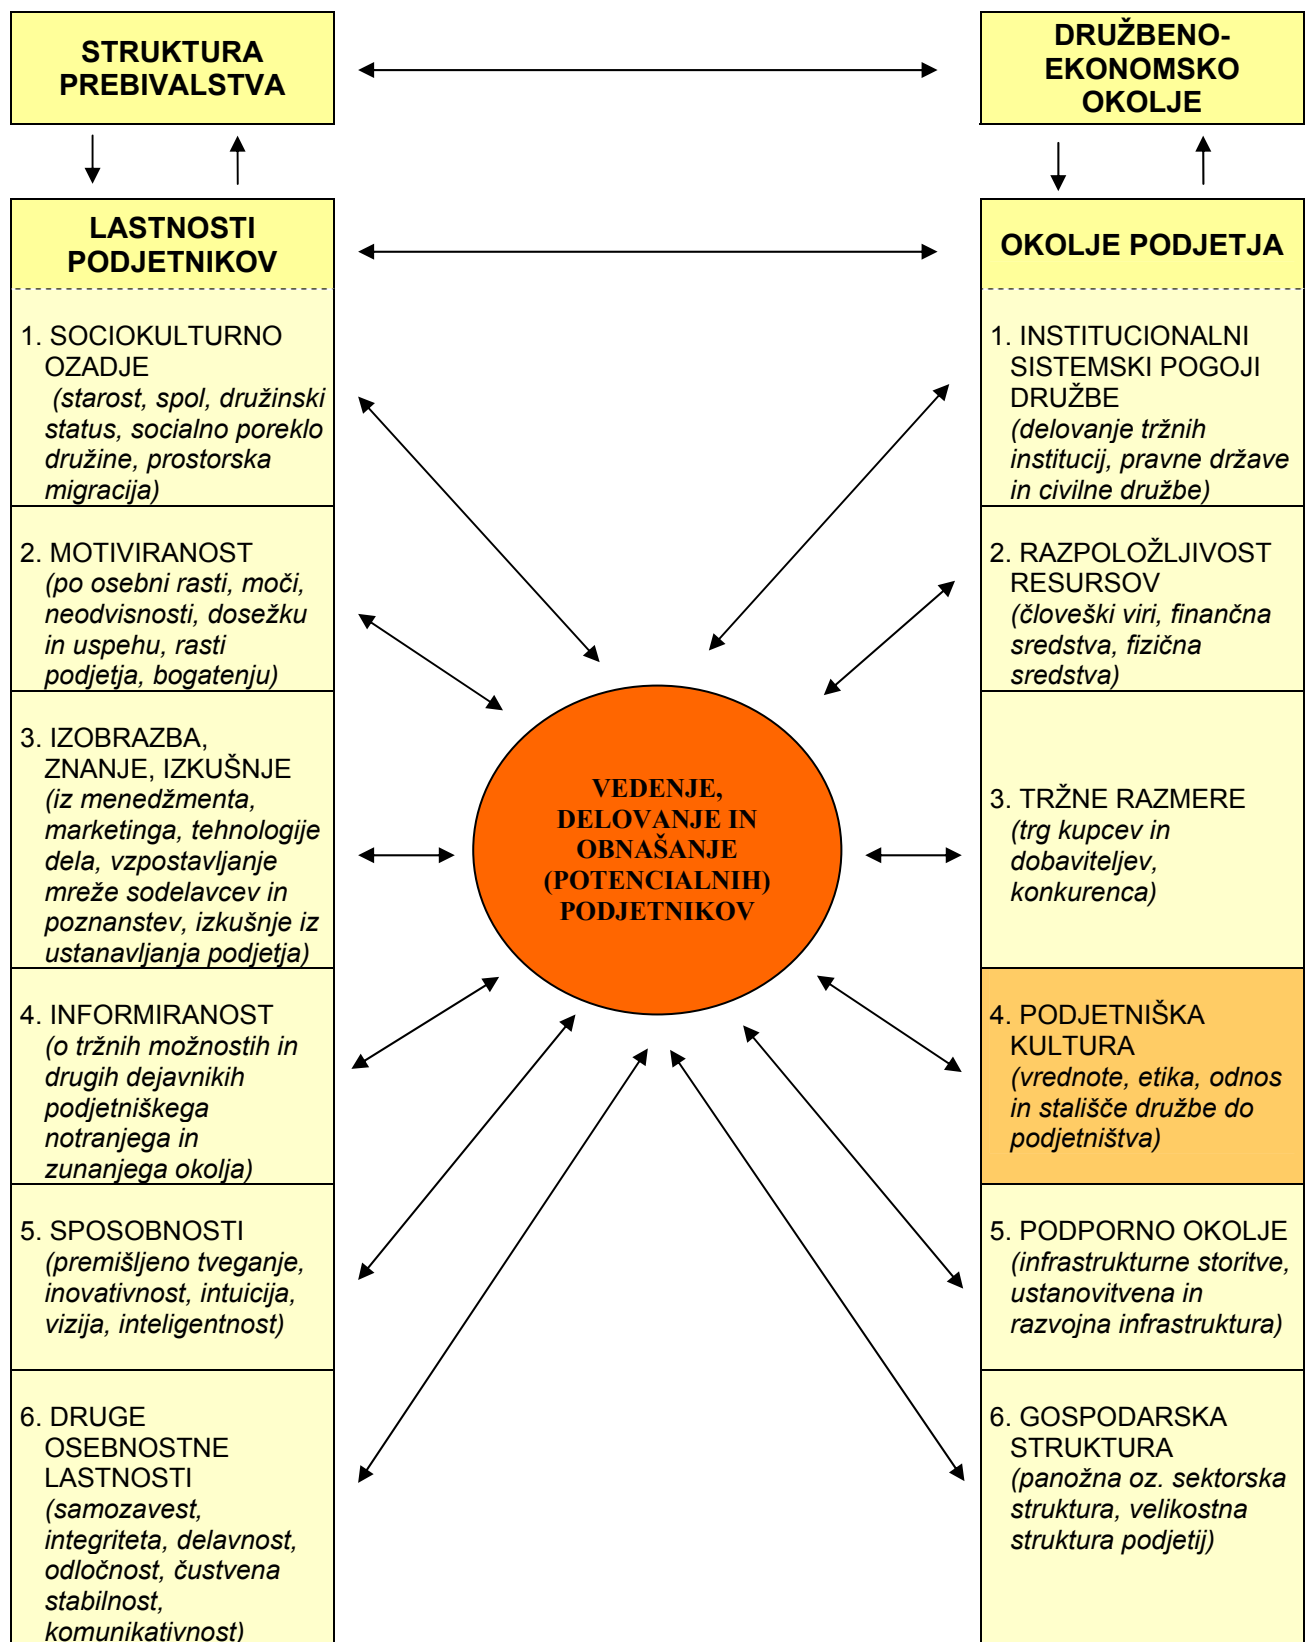 STRUKTURA
PREBIVALSTVA
DRUŽBENO-
EKONOMSKO
OKOLJE
LASTNOSTI
PODJETNIKOV
OKOLJE PODJETJA
1. SOCIOKULTURNO
OZADJE
(starost, spol, družinski
status, socialno poreklo
družine, prostorska
migracija)
2. MOTIVIRANOST
(po osebni rasti, moči,
neodvisnosti, dosežku
in uspehu, rasti
podjetja, bogatenju)
3. IZOBRAZBA,
ZNANJE, IZKUŠNJE
(iz menedžmenta,
marketinga, tehnologije
dela, vzpostavljanje
mreže sodelavcev in
poznanstev, izkušnje iz
ustanavljanja podjetja)
4. INFORMIRANOST
(o tržnih možnostih in
drugih dejavnikih
podjetniškega
notranjega in
zunanjega okolja)
5. SPOSOBNOSTI
(premišljeno tveganje,
inovativnost, intuicija,
vizija, inteligentnost)
6. DRUGE
OSEBNOSTNE
LASTNOSTI
(samozavest,
integriteta, delavnost,
odločnost, čustvena
stabilnost,
komunikativnost)
VEDENJE,
DELOVANJE IN
OBNAŠANJE
(POTENCIALNIH)
PODJETNIKOV
1. INSTITUCIONALNI
SISTEMSKI POGOJI
DRUŽBE
(delovanje tržnih
institucij, pravne države
in civilne družbe)
2. RAZPOLOŽLJIVOST
RESURSOV
(človeški viri, finančna
sredstva, fizična
sredstva)
3. TRŽNE RAZMERE
(trg kupcev in
dobaviteljev,
konkurenca)
4. PODJETNIŠKA
KULTURA
(vrednote, etika, odnos
in stališče družbe do
podjetništva)
5. PODPORNO OKOLJE
(infrastrukturne storitve,
ustanovitvena in
razvojna infrastruktura)
6. GOSPODARSKA
STRUKTURA
(panožna oz. sektorska
struktura, velikostna
struktura podjetij)